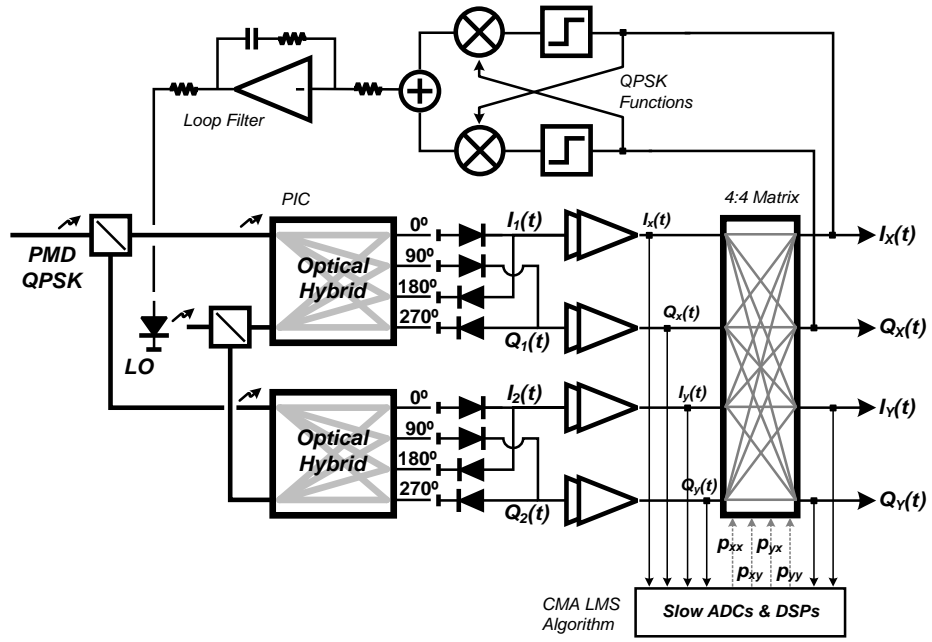 QPSK
Functions
Loop Filter
PIC
4:4 Matrix
PMD
QPSK
LO
Optical
Hybrid
0º
90º
180º
270º
I1(t)
Q1(t)
Ix(t)
Qx(t)
IX(t)
QX(t)
Optical
Hybrid
0º
90º
180º
270º
I2(t)
Q2(t)
Iy(t)
Qy(t)
IY(t)
QY(t)
pxx
pyx
pxy
pyy
CMA LMS
Algorithm
Slow ADCs & DSPs